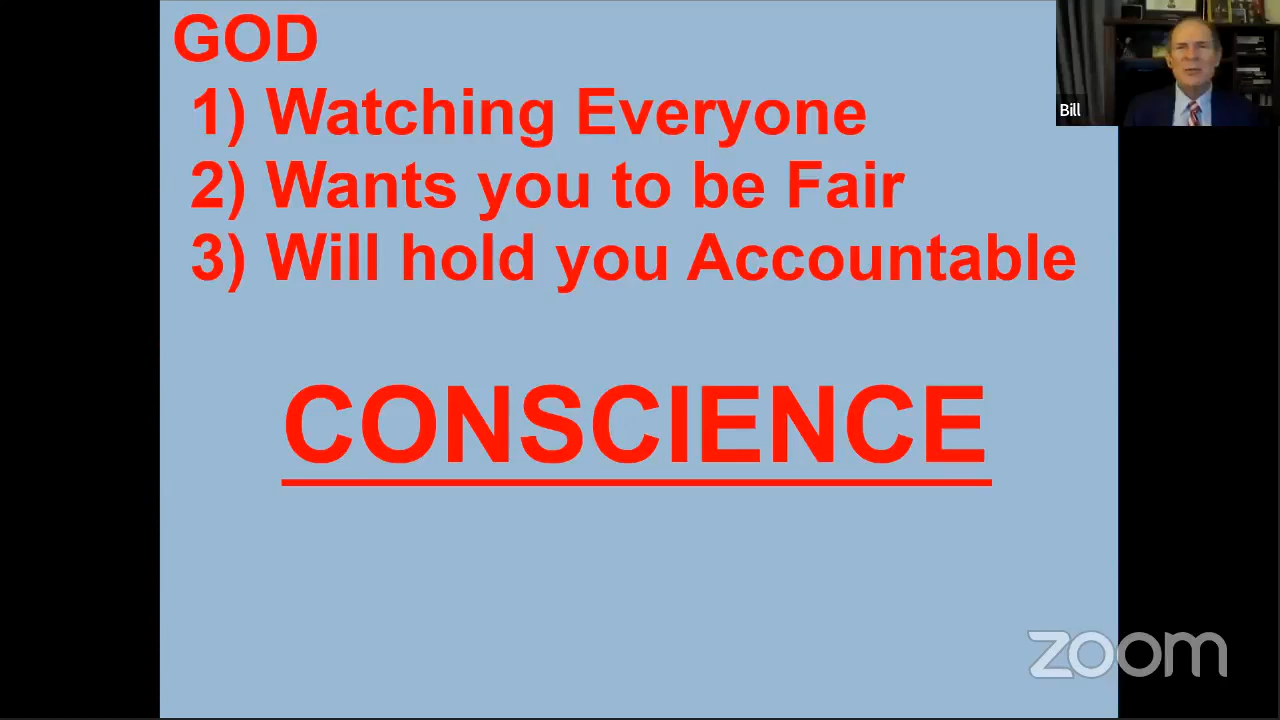 GOD
1) Watching Everyone
2) Wants you to be Fair
3) Will hold you Accountable
CONSCIENCE
Bill
zoom